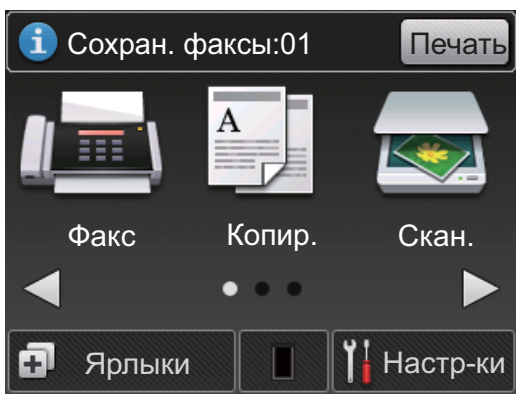 Сохран. факсы:01 Печать
A
Факс Копир. Скан.
Ярлыки Настр-ки